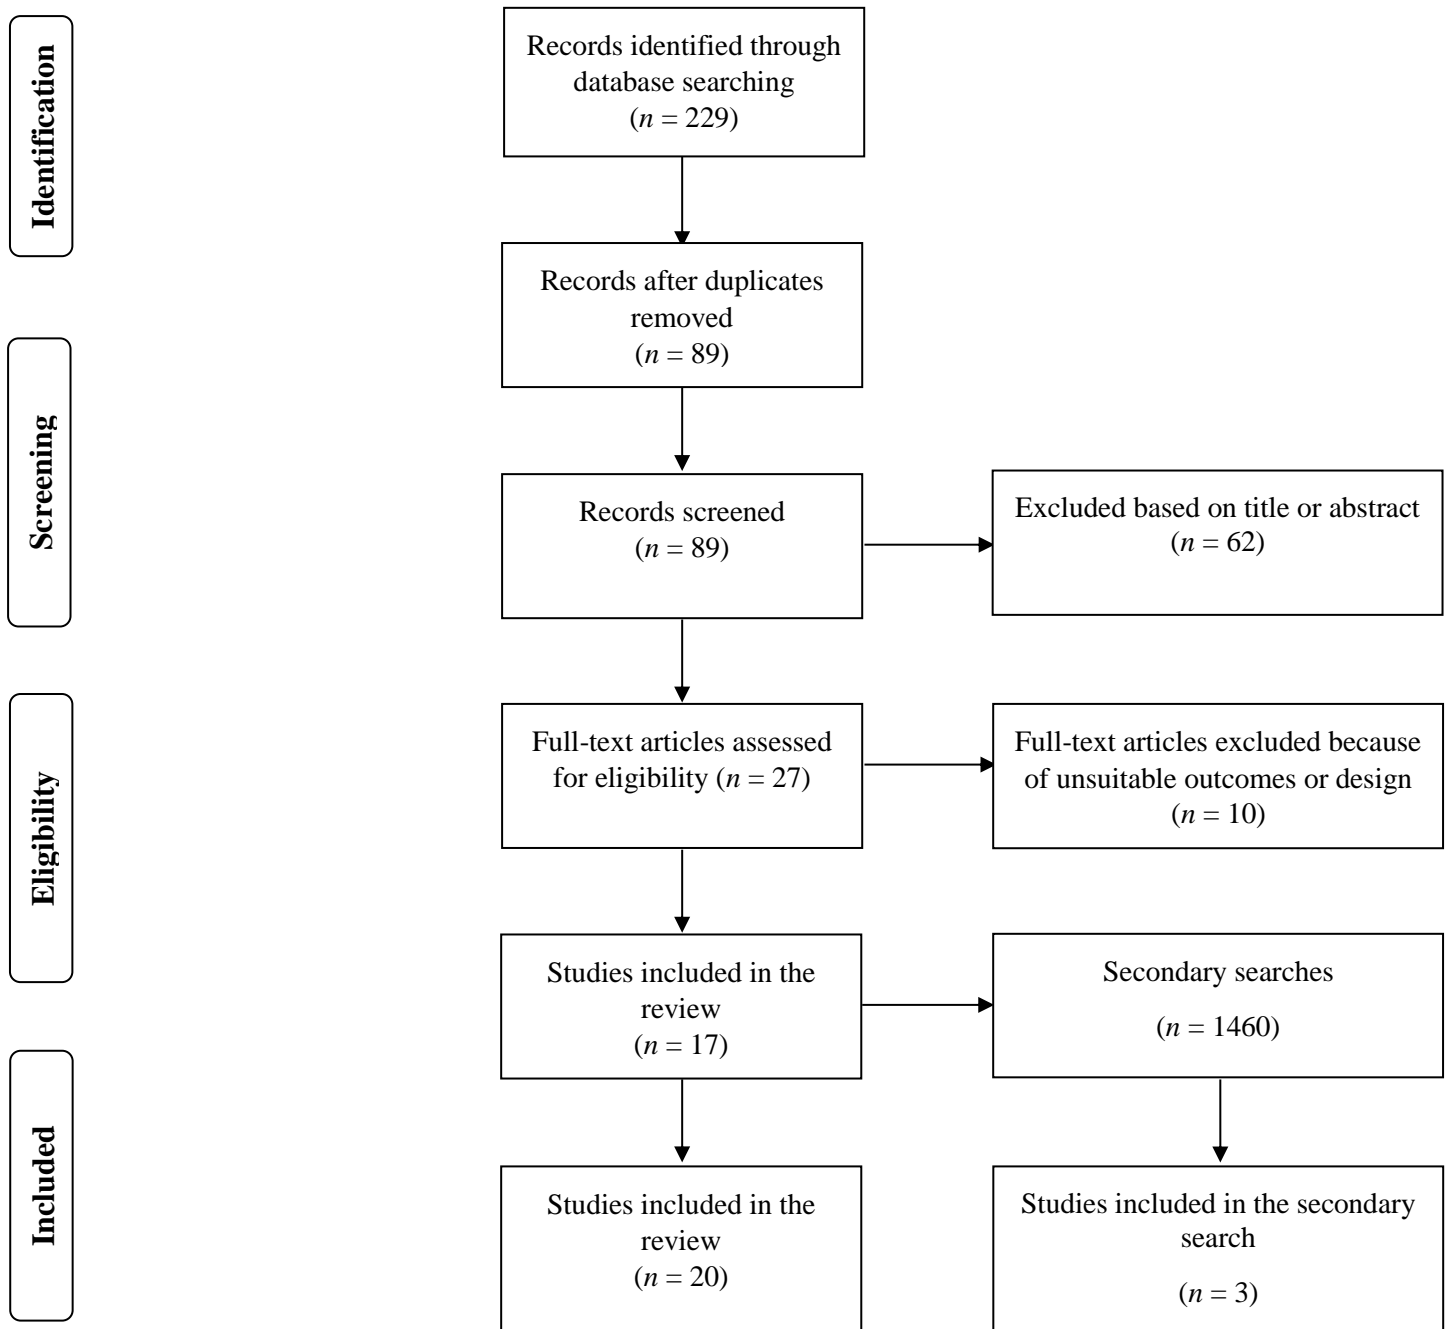 Identification
Records identified through
database searching
(n = 229)
Records after duplicates
removed
(n = 89)
Screening
Records screened
(n = 89)
Excluded based on title or abstract
(n = 62)
Eligibility
Full-text articles assessed
for eligibility (n = 27)
Full-text articles excluded because
of unsuitable outcomes or design
(n = 10)
Studies included in the
review
(n = 17)
Secondary searches
(n = 1460)
Included
Studies included in the
review
(n = 20)
Studies included in the secondary
search
(n = 3)